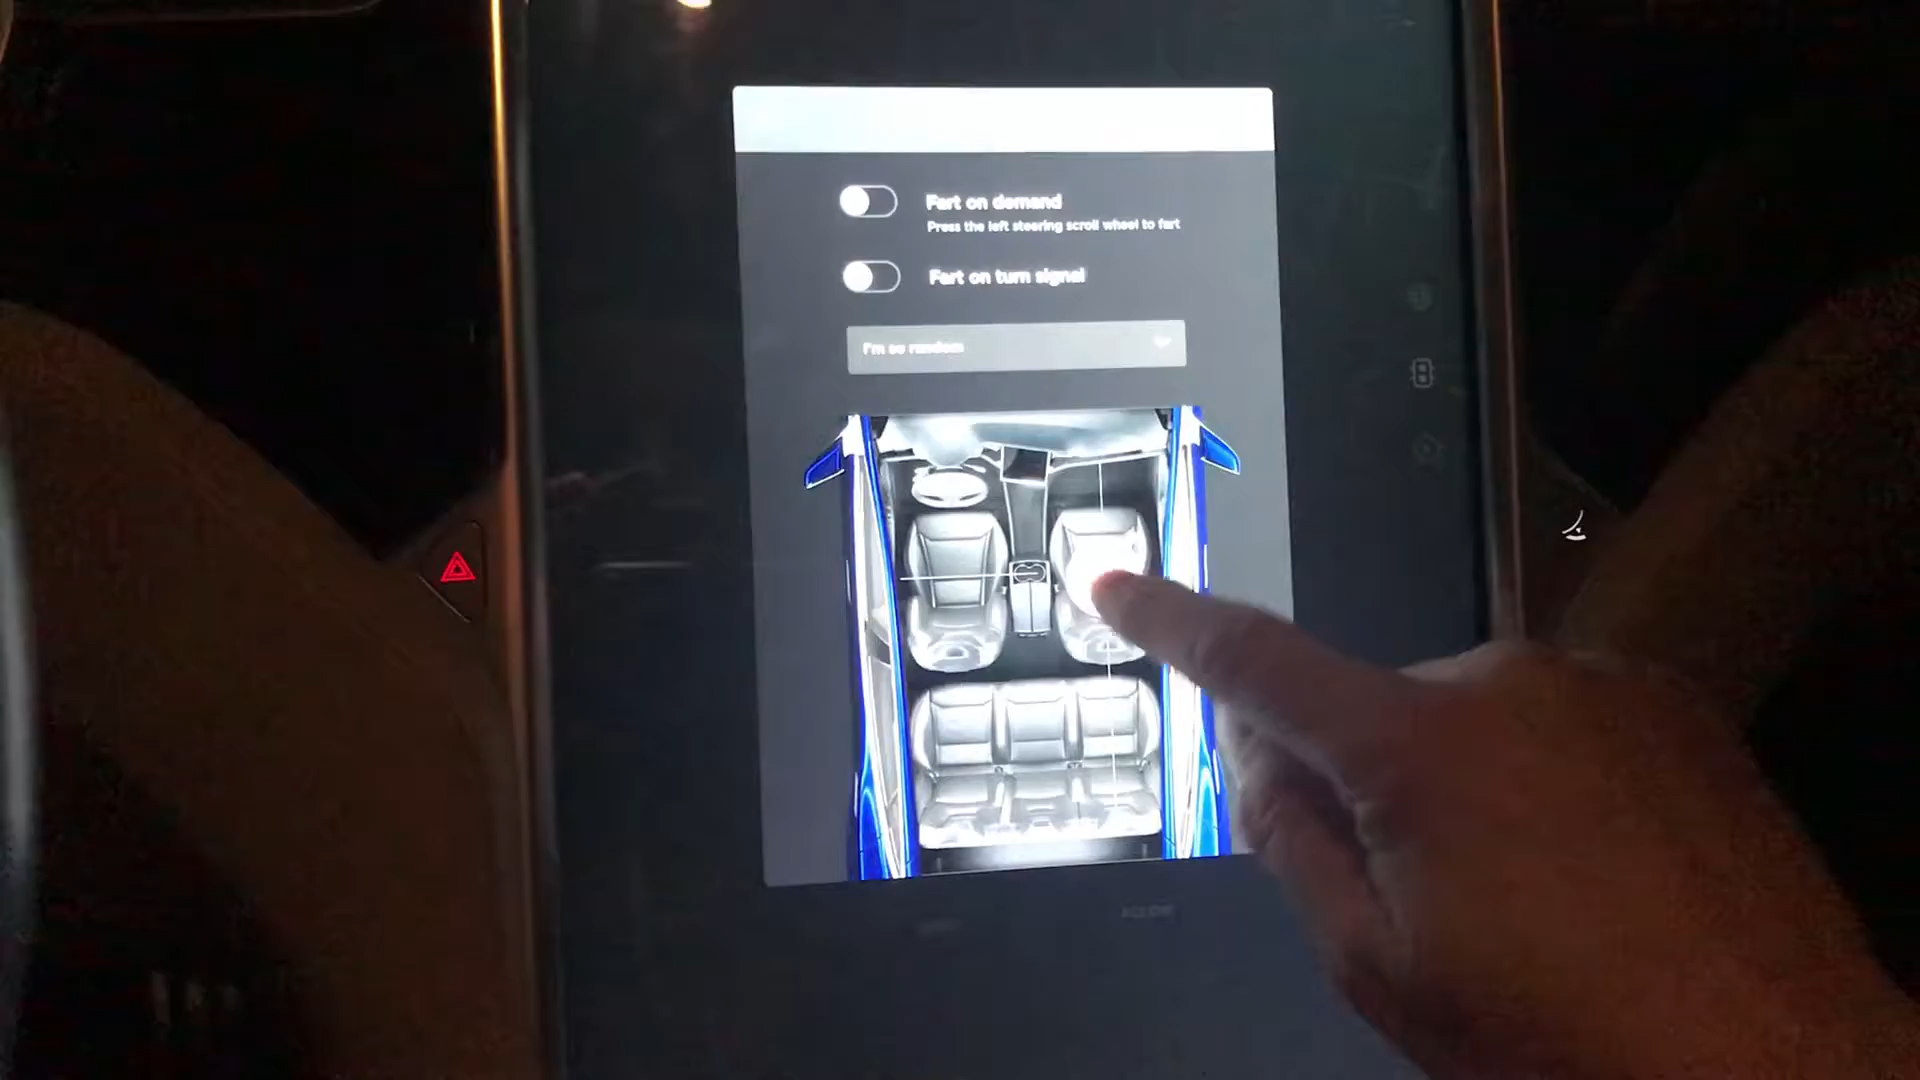 Fart on demand
Press the left steering scroll wheel to fart
Fart on turn signal
I'm so random